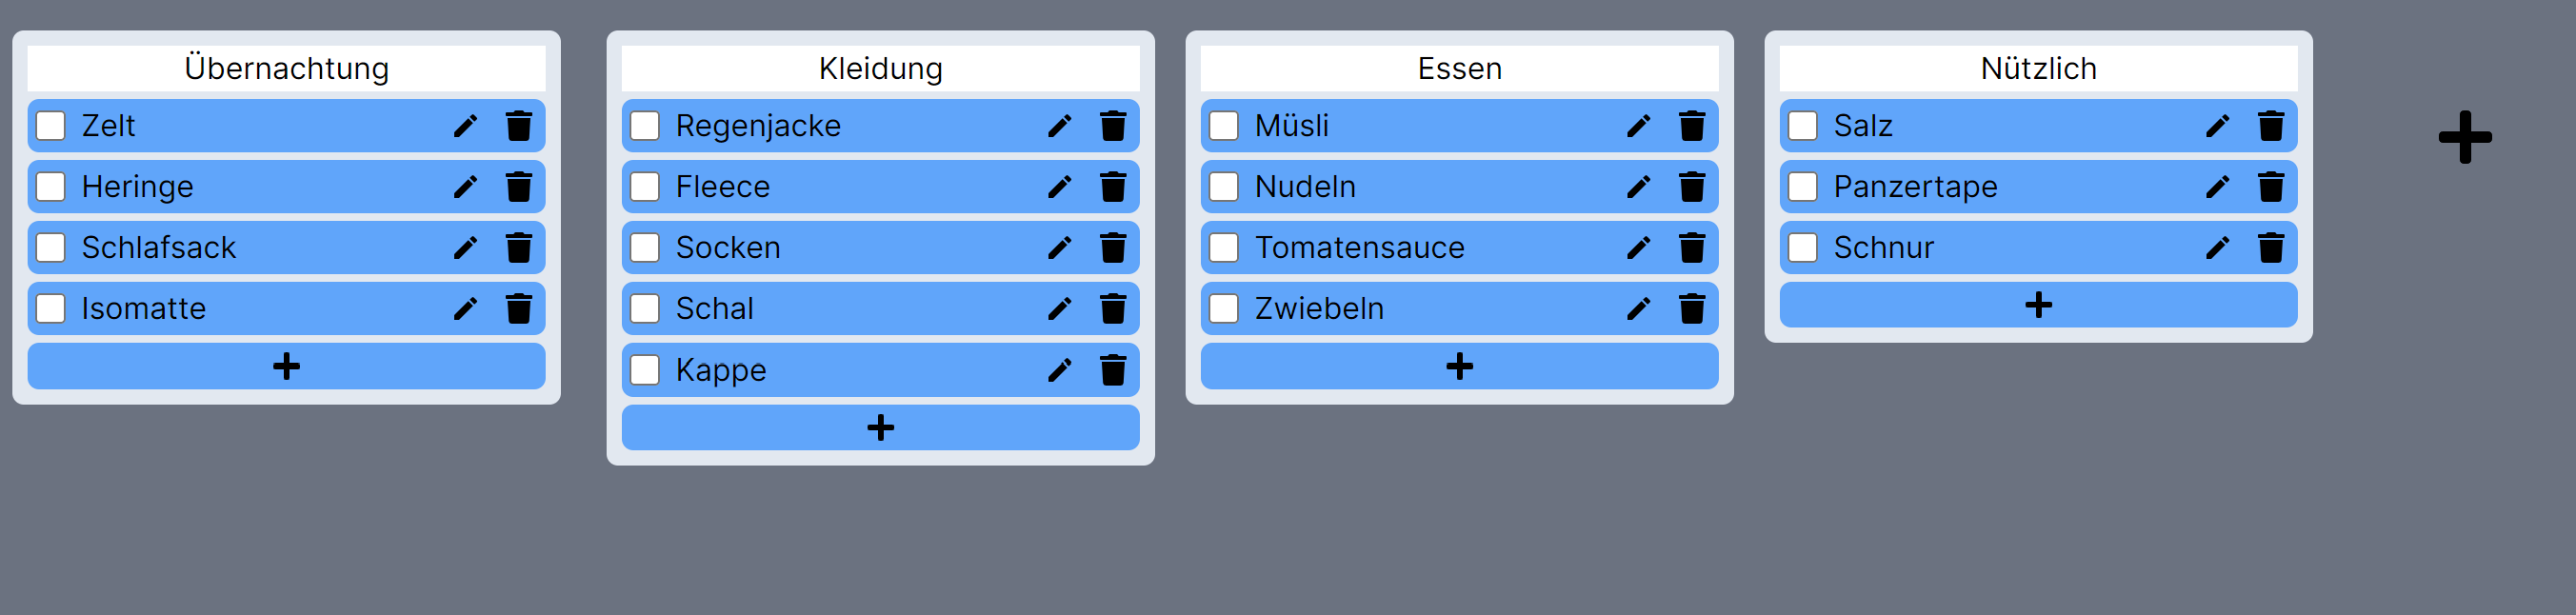 Übernachtung
Zelt
Heringe
Schlafsack
Isomatte
Kleidung
Regenjacke
Fleece
Socken
Schal
Kappe
Essen
Müsli
Nudeln
Tomatensauce
Zwiebeln
Nützlich
Salz
Panzertape
Schnur